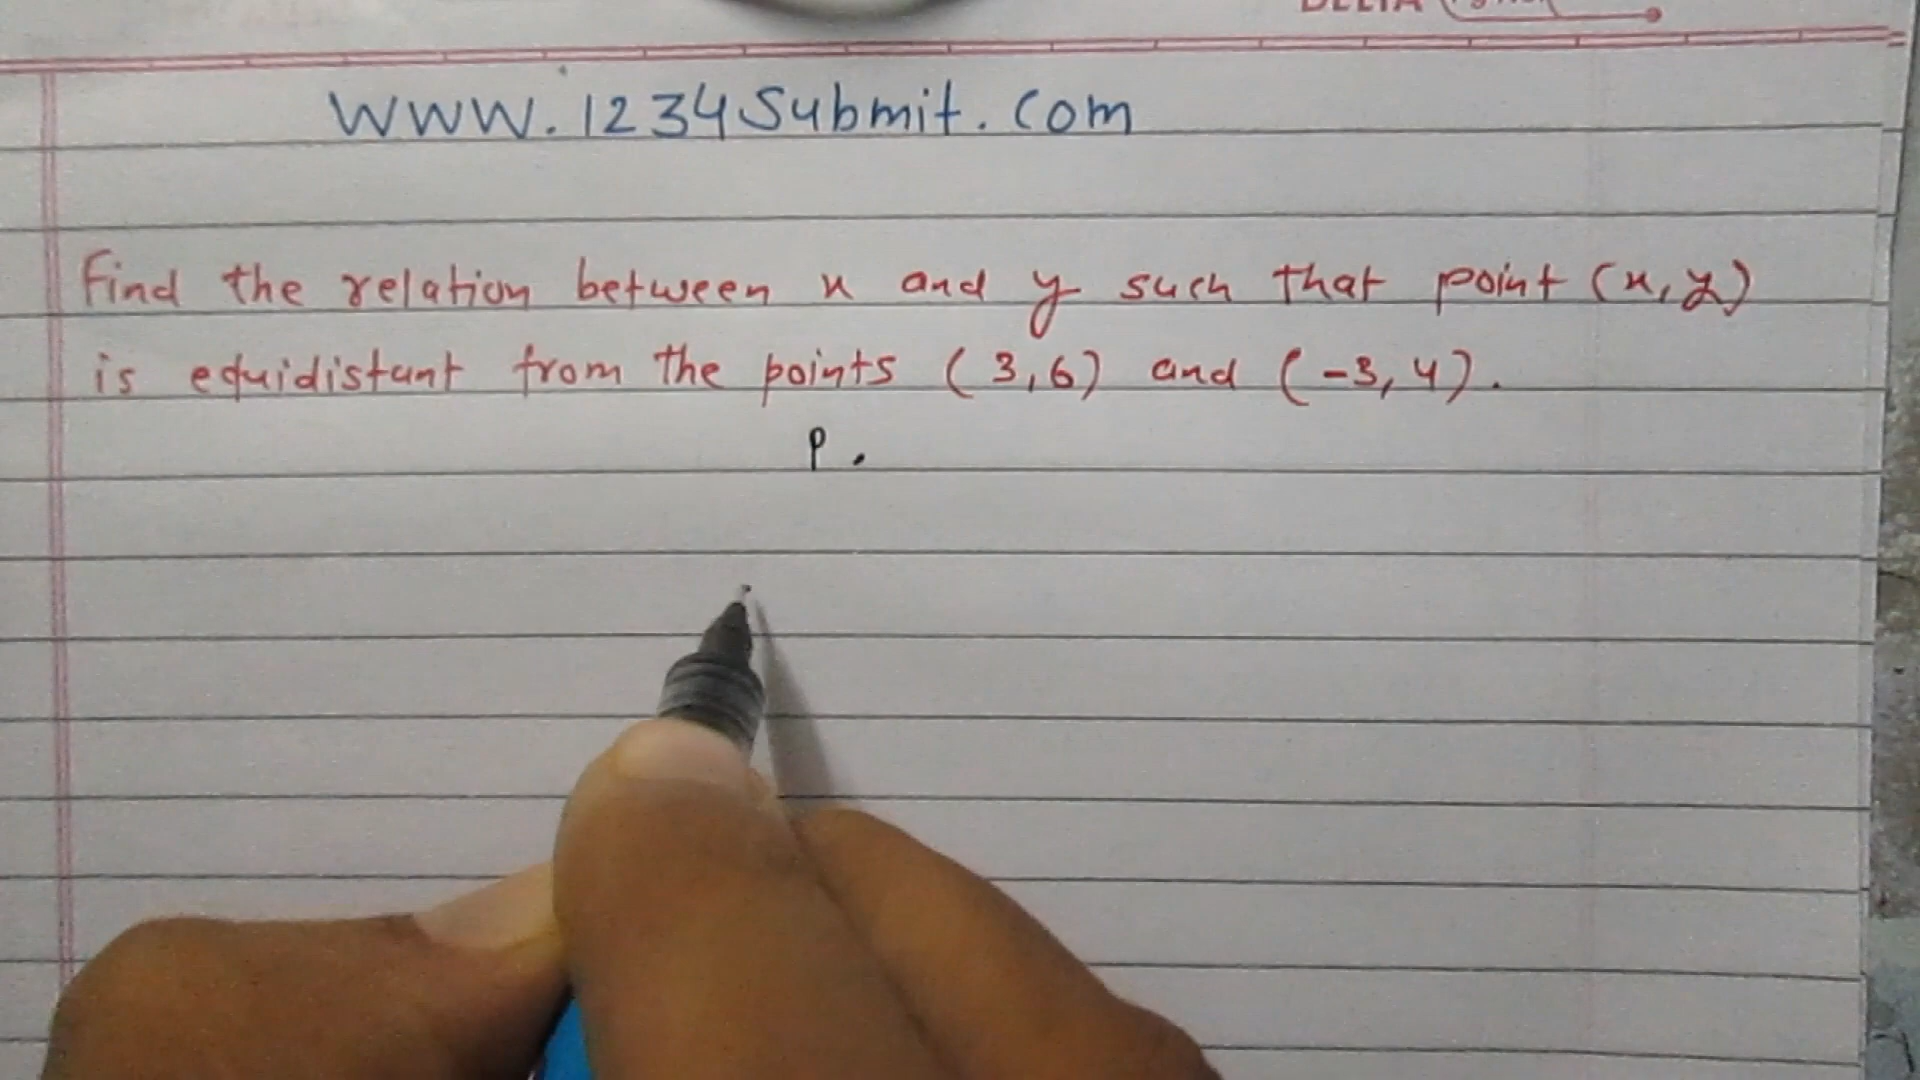 DELTA
www.1234Submit.com
Find the relation between x and y such that point (x,y)
is equidistant from the points (3,6) and (-3,4).
P.